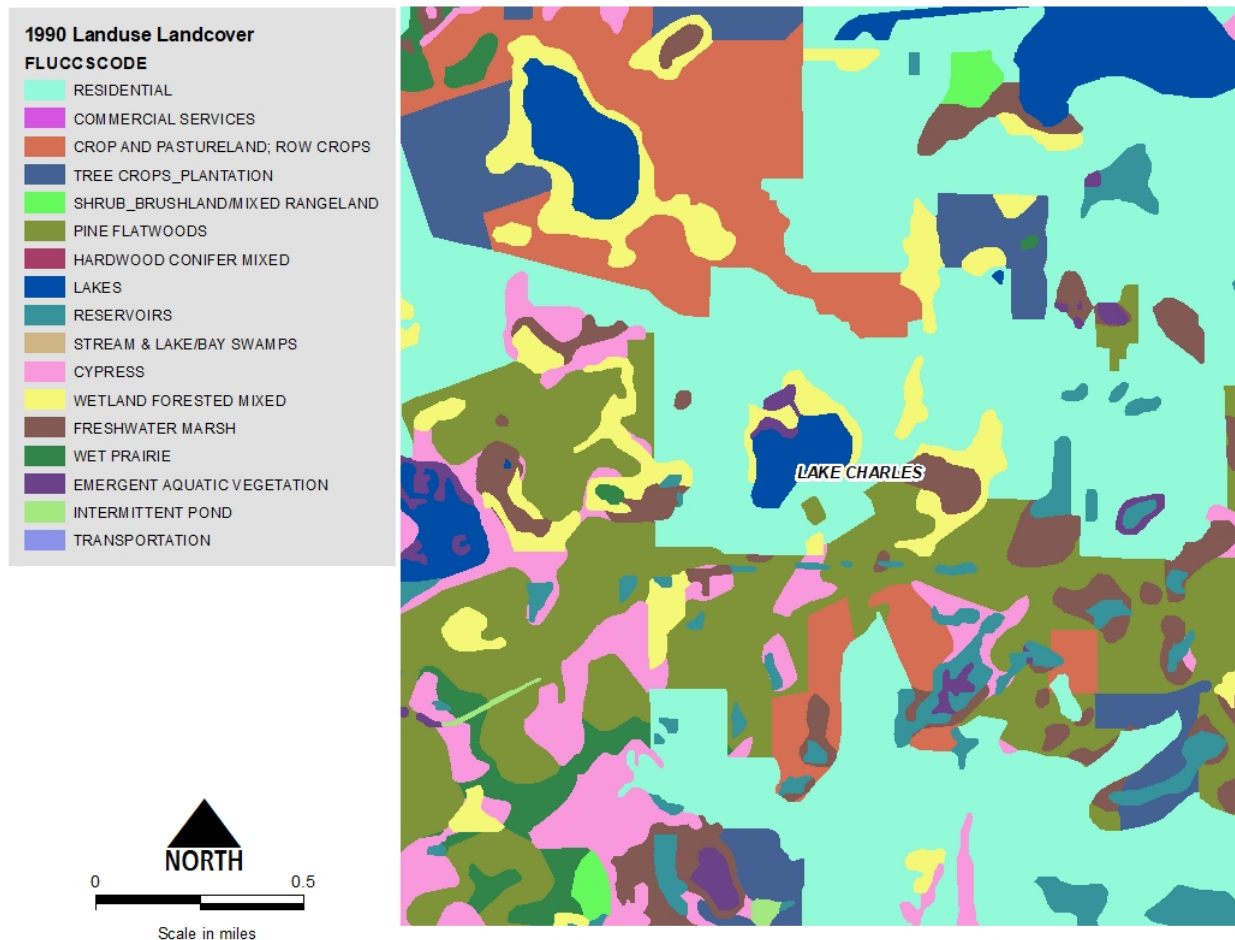 1990 Landuse Landcover
FLUCCSCODE
RESIDENTIAL
COMMERCIAL SERVICES
CROP AND PASTURELAND; ROW CROPS
TREE CROPS_PLANTATION
SHRUB_BRUSHLAND/MIXED RANGELAND
PINE FLATWOODS
HARDWOOD CONIFER MIXED
LAKES
RESERVOIRS
STREAM & LAKE/BAY SWAMPS
CYPRESS
WETLAND FORESTED MIXED
FRESHWATER MARSH
WET PRAIRIE
EMERGENT AQUATIC VEGETATION
INTERMITTENT POND
TRANSPORTATION
LAKE CHARLES
NORTH
0 0.5
Scale in miles